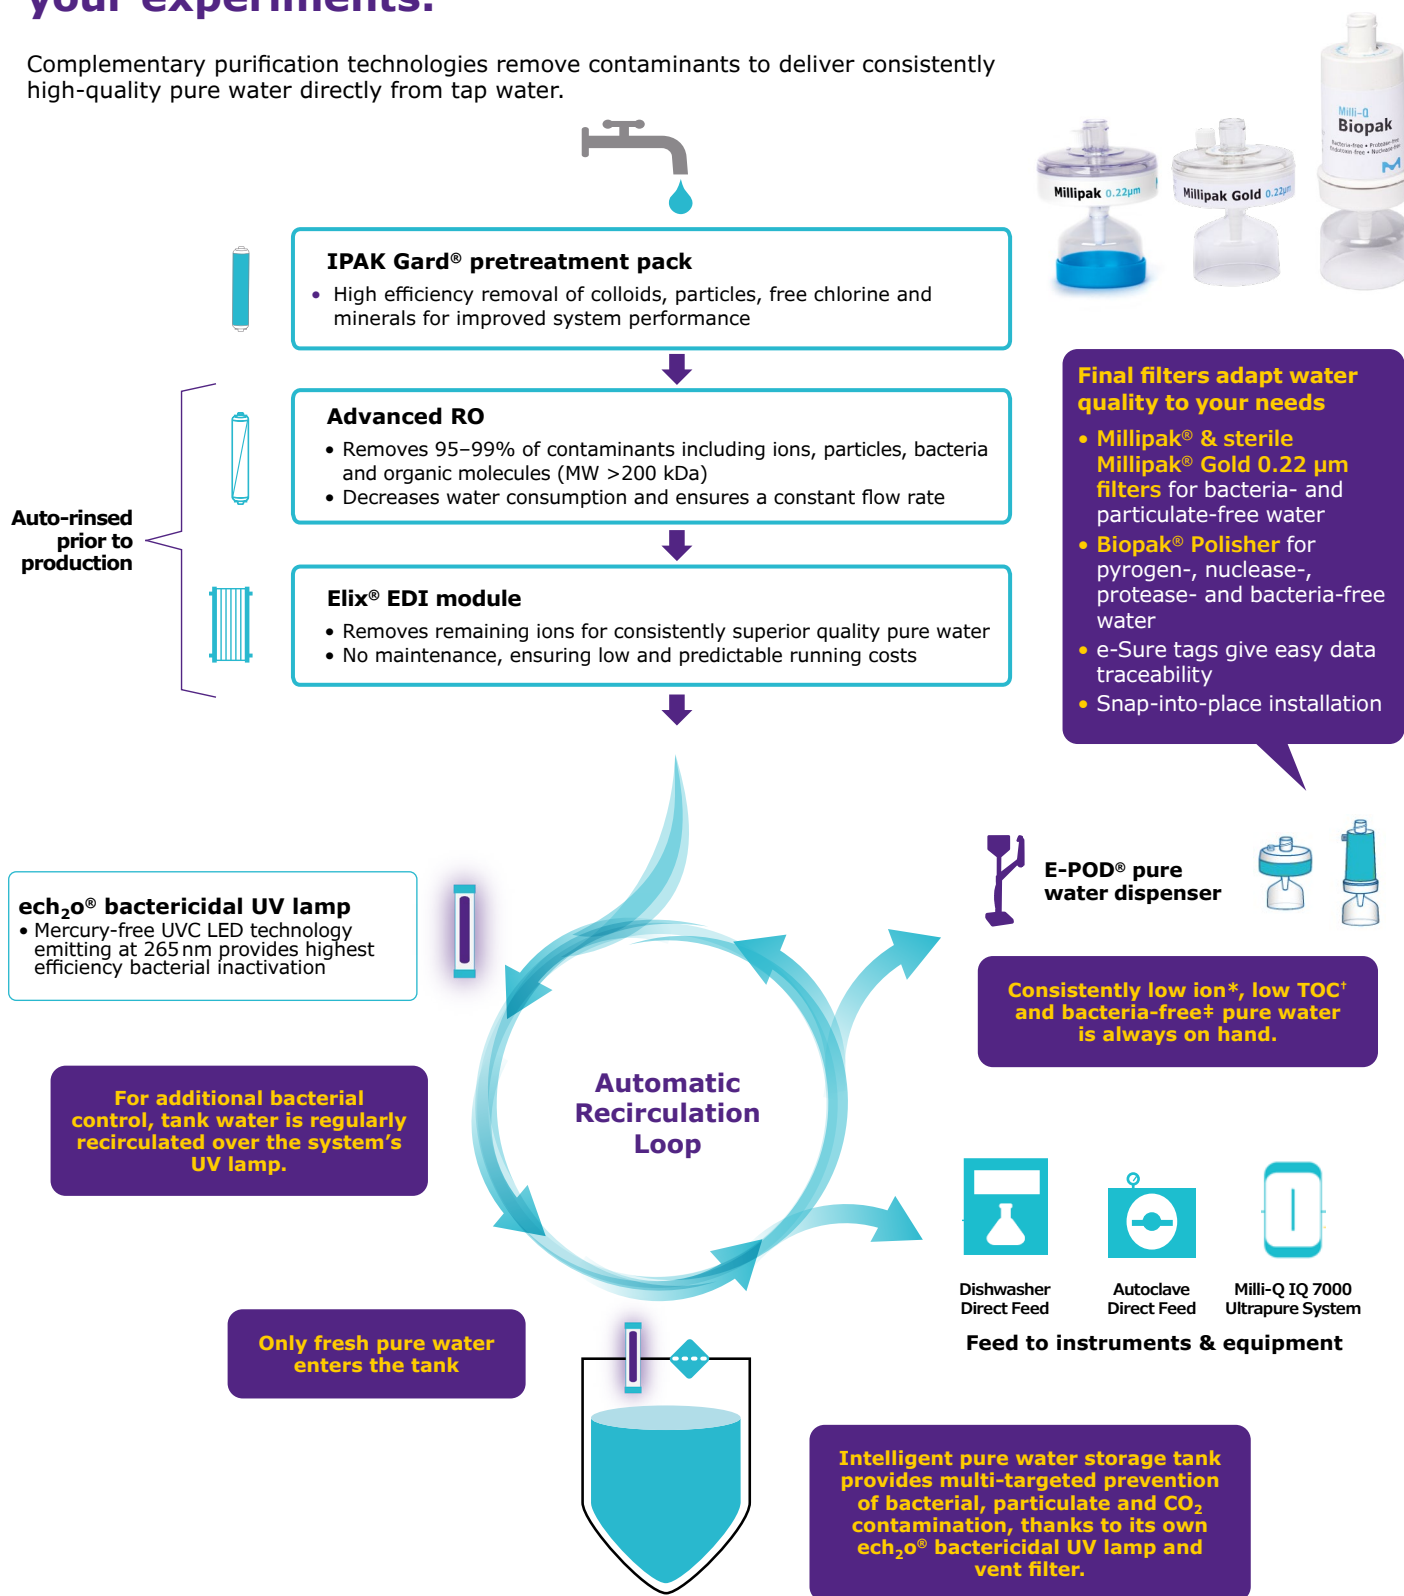 your experiments.
Complementary purification technologies remove contaminants to deliver consistently
high-quality pure water directly from tap water.
Milli-Q
Biopak
Bacteria-free • Protease-free
Endotoxin-free • Nuclease-free
Millipak 0.22µm
Millipak Gold 0.22µm
IPAK Gard® pretreatment pack
• High efficiency removal of colloids, particles, free chlorine and
minerals for improved system performance
Advanced RO
• Removes 95–99% of contaminants including ions, particles, bacteria
and organic molecules (MW >200 kDa)
• Decreases water consumption and ensures a constant flow rate
Auto-rinsed
prior to
production
Elix® EDI module
• Removes remaining ions for consistently superior quality pure water
• No maintenance, ensuring low and predictable running costs
Final filters adapt water
quality to your needs
• Millipak® & sterile
Millipak® Gold 0.22 µm
filters for bacteria- and
particulate-free water
• Biopak® Polisher for
pyrogen-, nuclease-,
protease- and bacteria-free
water
• e-Sure tags give easy data
traceability
• Snap-into-place installation
E-POD® pure
water dispenser
ech₂o® bactericidal UV lamp
• Mercury-free UVC LED technology
emitting at 265 nm provides highest
efficiency bacterial inactivation
Consistently low ion*, low TOC†
and bacteria-free‡ pure water
is always on hand.
For additional bacterial
control, tank water is regularly
recirculated over the system’s
UV lamp.
Automatic
Recirculation
Loop
Dishwasher
Direct Feed
Autoclave
Direct Feed
Milli-Q IQ 7000
Ultrapure System
Feed to instruments & equipment
Only fresh pure water
enters the tank
Intelligent pure water storage tank
provides multi-targeted prevention
of bacterial, particulate and CO₂
contamination, thanks to its own
ech₂o® bactericidal UV lamp and
vent filter.